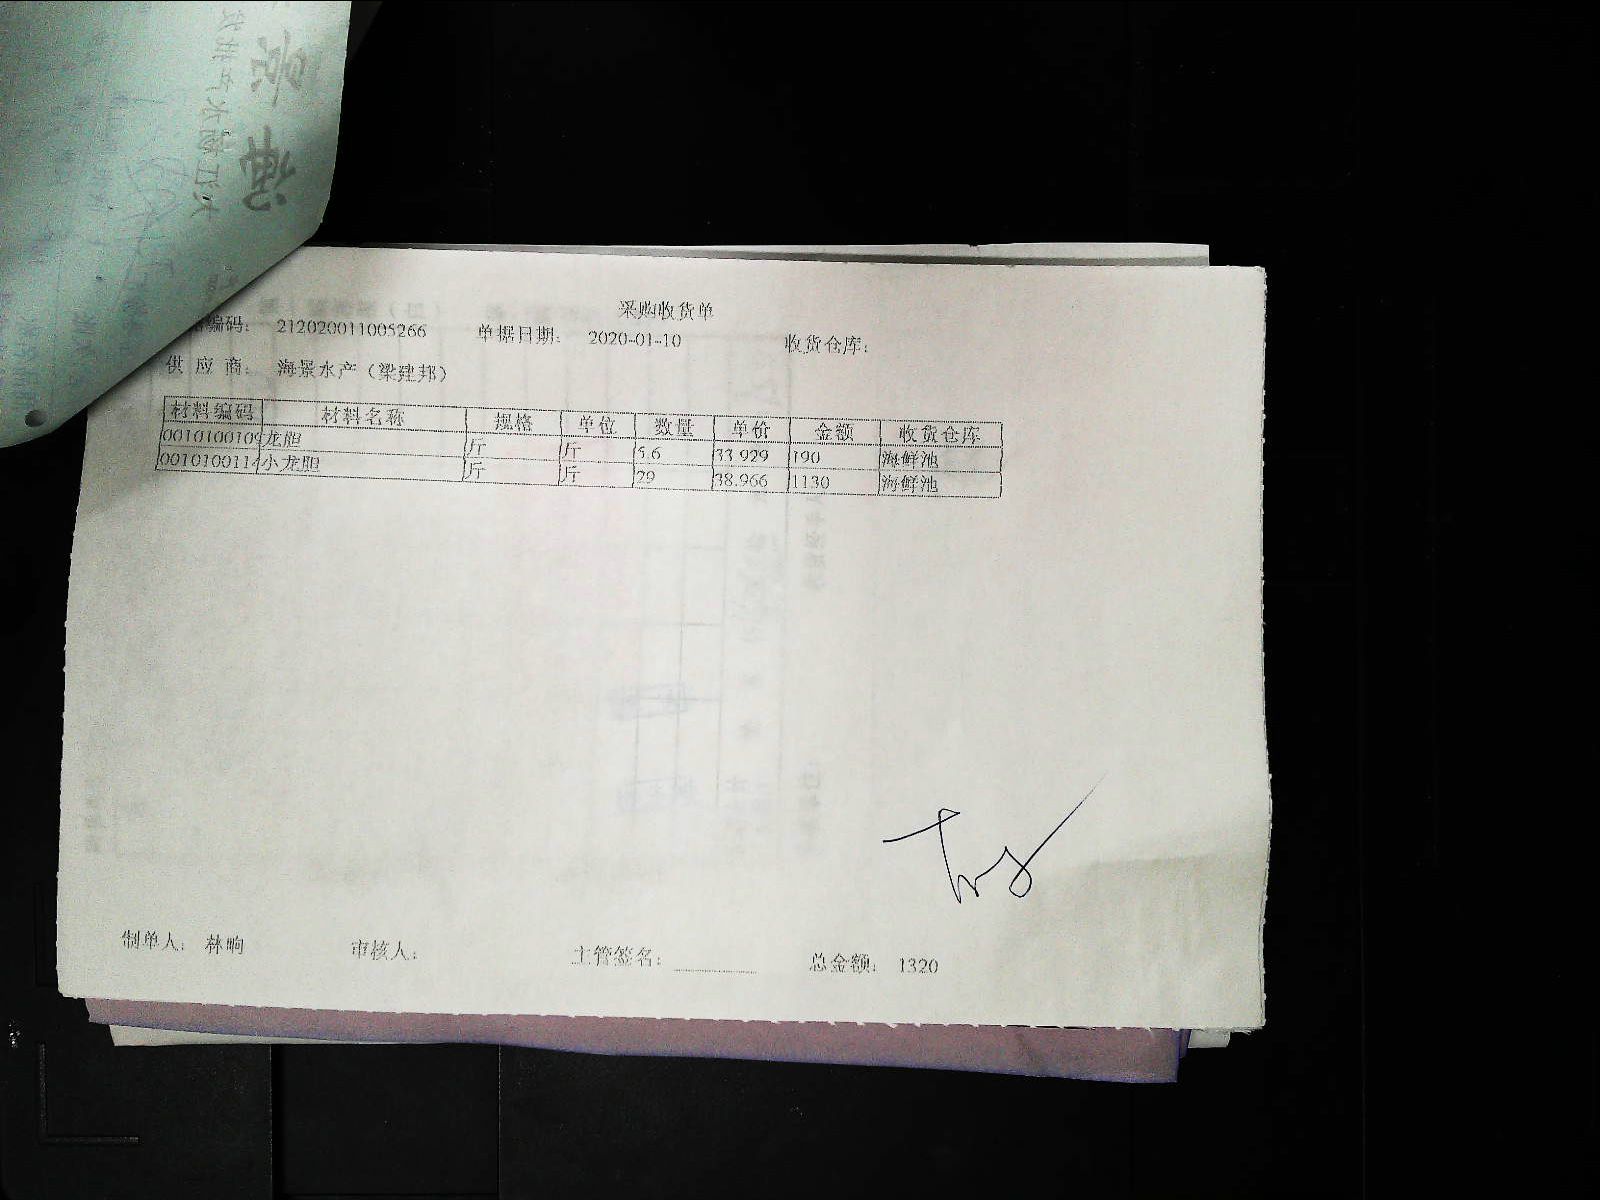 采购收货单
编码： 212020011005266 单据日期： 2020-01-10 收货仓库：
供 应 商： 海景水产（梁建邦）
材料编码 材料名称 规格 单位 数量 单价 金额 收货仓库
0010100109 龙胆 斤 斤 5.6 33.929 190 海鲜池
001010011 小龙胆 斤 斤 29 38.966 1130 海鲜池
制单人： 林晌 审核人： 主管签名： 总金额： 1320